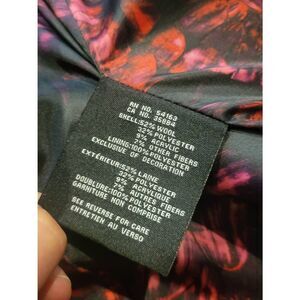 RN NO. 54163
CA NO. 35884
SHELL:52% WOOL
32% POLYESTER
9% ACRYLIC
7% OTHER FIBERS
LINING:100% POLYESTER
EXCLUSIVE OF DECORATION
EXTÉRIEUR:52% LAINE
32% POLYESTER
9% ACRYLIQUE
7% AUTRES FIBERS
DOUBLURE:100% POLYESTER
GARNITURE NON COMPRISE
SEE REVERSE FOR CARE
ENTRETIEN AU VERSO